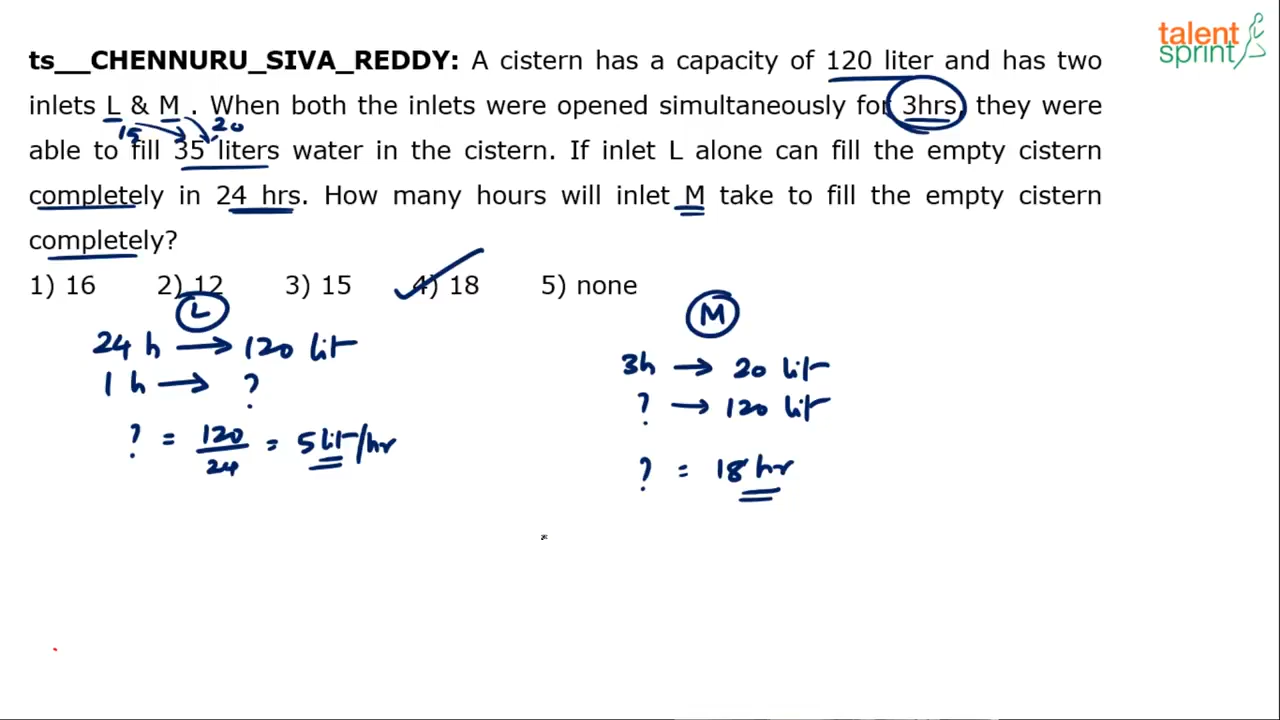 talent
sprint
ts__CHENNURU_SIVA_REDDY: A cistern has a capacity of 120 liter and has two
inlets L & M . When both the inlets were opened simultaneously for 3hrs, they were
15 20
able to fill 35 liters water in the cistern. If inlet L alone can fill the empty cistern
completely in 24 hrs. How many hours will inlet M take to fill the empty cistern
completely?
1) 16 2) 12 3) 15 4) 18 5) none
L
24 h → 120 lit
1 h → ?
? = 120/24 = 5 lit/hr
M
3h → 20 lit
? → 120 lit
? = 18 hr